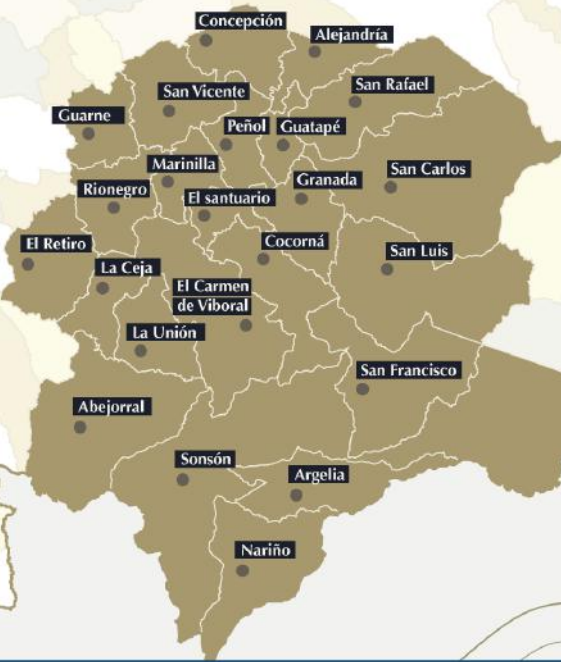 Concepción
Alejandría
San Rafael
San Vicente
Guarne
Peñol
Guatapé
Marinilla
San Carlos
Granada
Rionegro
El santuario
El Retiro
Cocorná
San Luis
La Ceja
El Carmen
de Viboral
La Unión
San Francisco
Abejorral
Sonsón
Argelia
Nariño